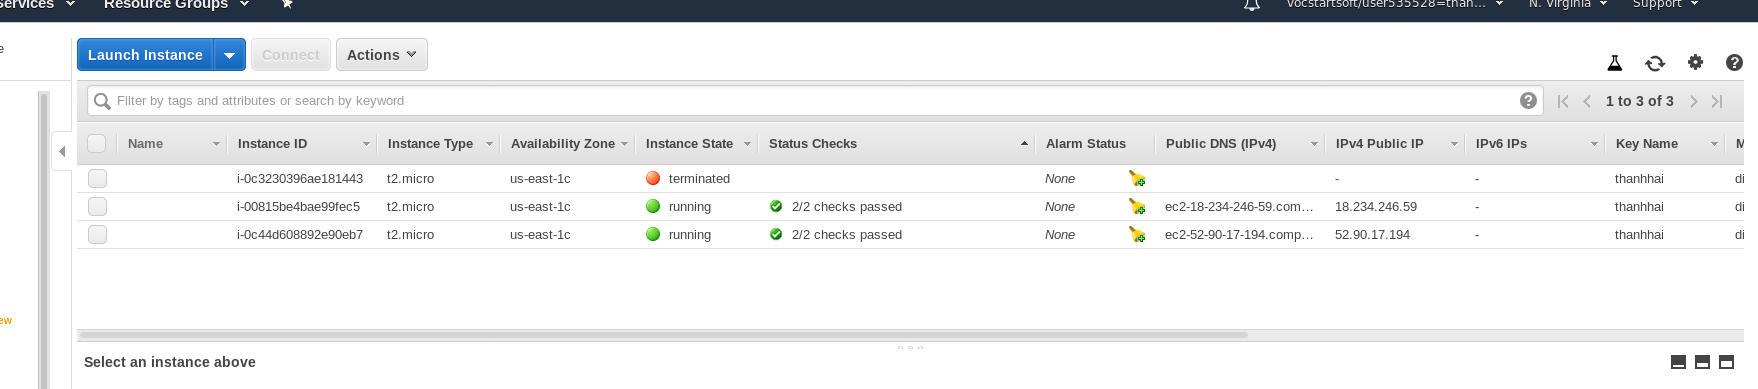 Services Resource Groups vocstartsoft/user535528=than... N. Virginia Support
Launch Instance Connect Actions
Filter by tags and attributes or search by keyword 1 to 3 of 3
Name Instance ID Instance Type Availability Zone Instance State Status Checks Alarm Status Public DNS (IPv4) IPv4 Public IP IPv6 IPs Key Name M
i-0c3230396ae181443 t2.micro us-east-1c terminated None - - thanhhai di
i-00815be4bae99fec5 t2.micro us-east-1c running 2/2 checks passed None ec2-18-234-246-59.com... 18.234.246.59 - thanhhai di
i-0c44d608892e90eb7 t2.micro us-east-1c running 2/2 checks passed None ec2-52-90-17-194.comp... 52.90.17.194 - thanhhai di
ew
Select an instance above